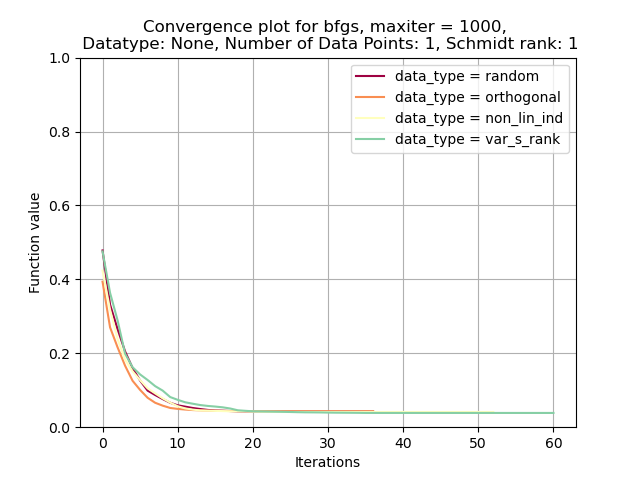 Convergence plot for bfgs, maxiter = 1000,
Datatype: None, Number of Data Points: 1, Schmidt rank: 1
data_type = random
data_type = orthogonal
data_type = non_lin_ind
data_type = var_s_rank
Function value
1.0
0.8
0.6
0.4
0.2
0.0
0 10 20 30 40 50 60
Iterations